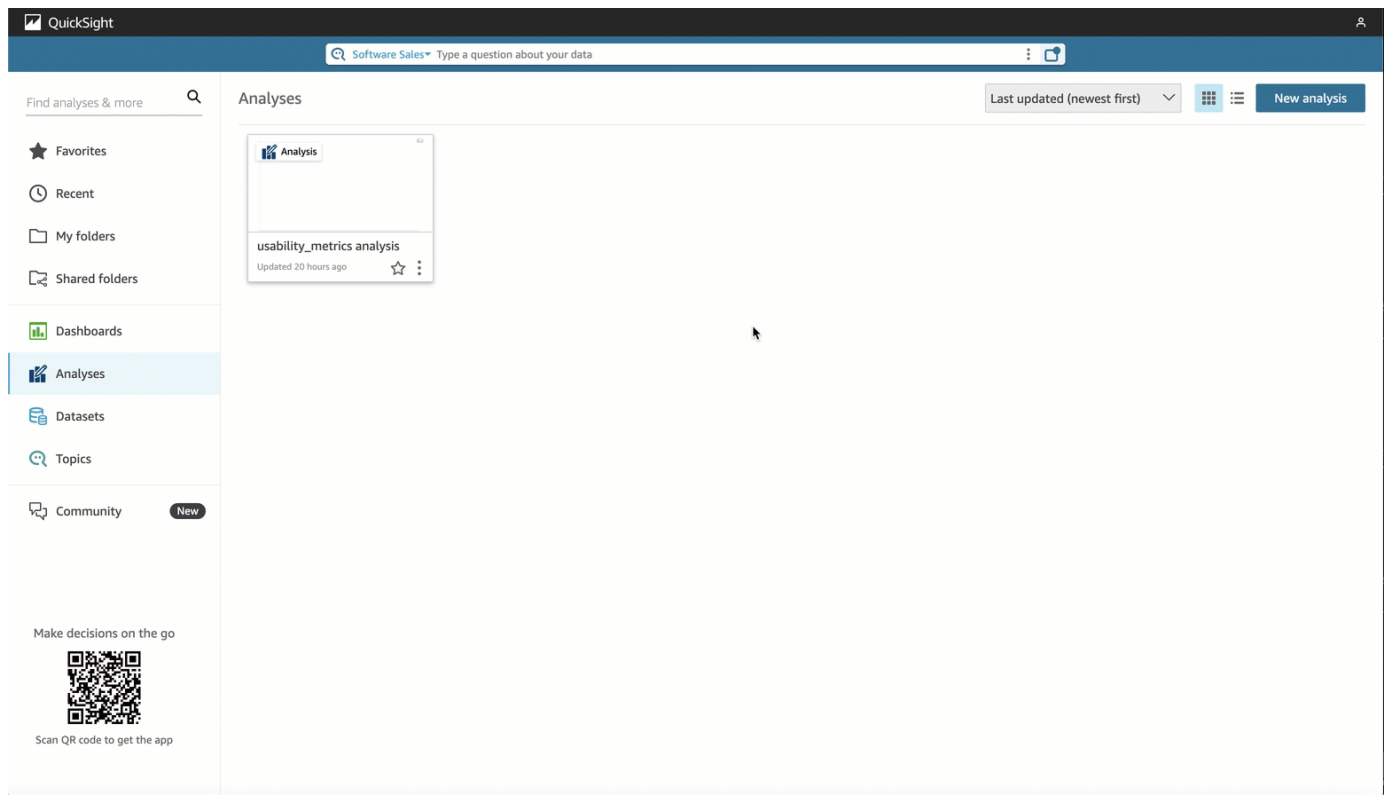 QuickSight
Software Sales Type a question about your data
Find analyses & more
Favorites
Recent
My folders
Shared folders
Dashboards
Analyses
Datasets
Topics
Community New
Make decisions on the go
Scan QR code to get the app
Analyses
Last updated (newest first)
New analysis
Analysis
usability_metrics analysis
Updated 20 hours ago